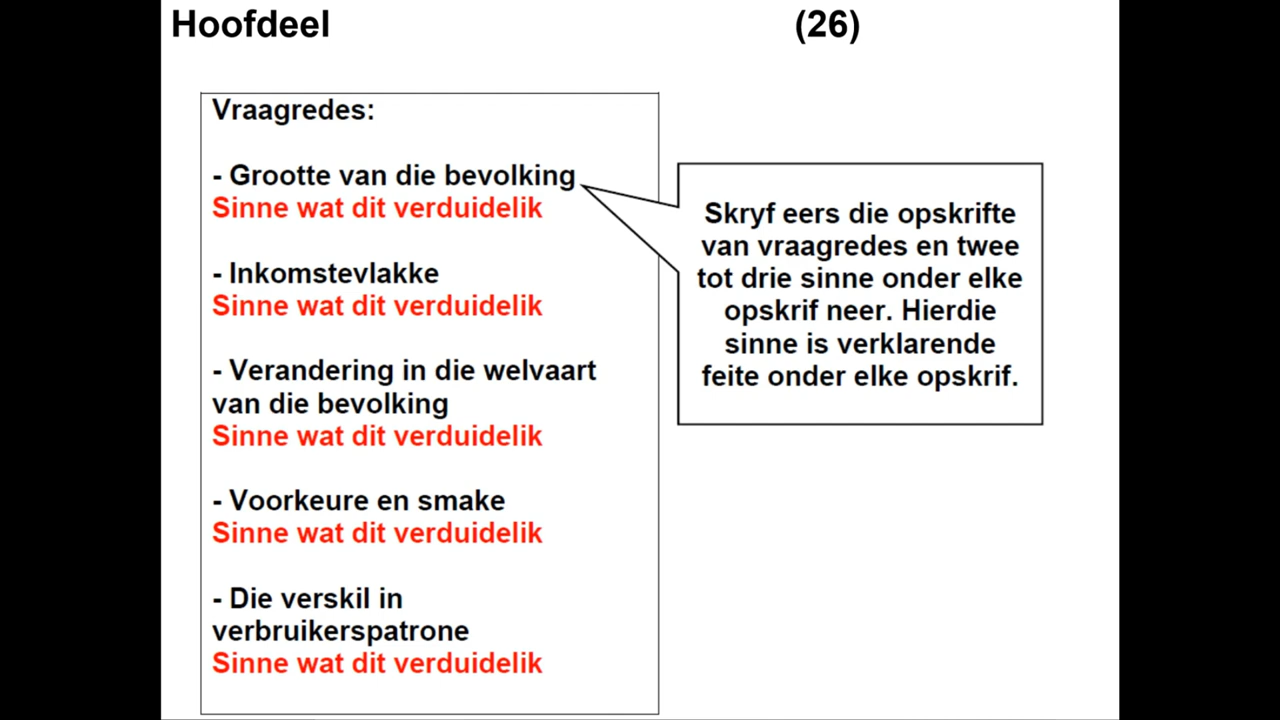 Hoofdeel (26)
Vraagredes:
- Grootte van die bevolking
Sinne wat dit verduidelik
- Inkomstevlakke
Sinne wat dit verduidelik
- Verandering in die welvaart
van die bevolking
Sinne wat dit verduidelik
- Voorkeure en smake
Sinne wat dit verduidelik
- Die verskil in
verbruikerspatrone
Sinne wat dit verduidelik
Skryf eers die opskrifte
van vraagredes en twee
tot drie sinne onder elke
opskrif neer. Hierdie
sinne is verklarende
feite onder elke opskrif.